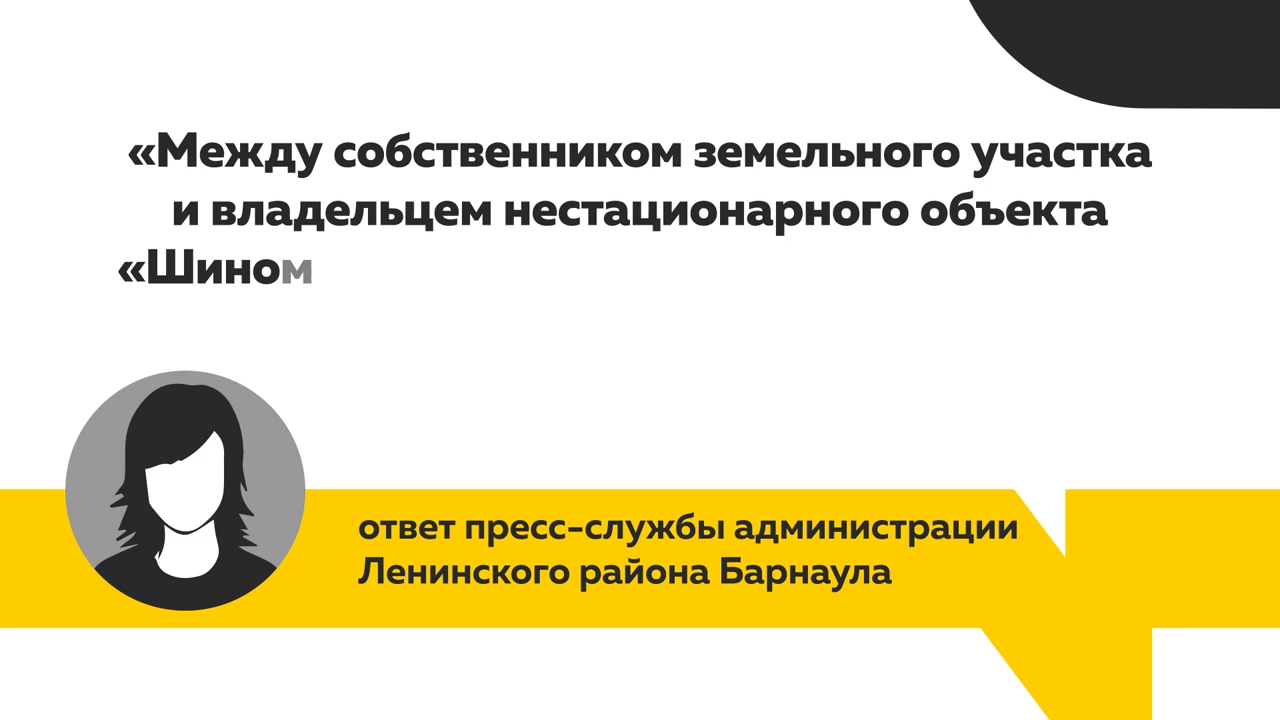 «Между собственником земельного участка
и владельцем нестационарного объекта
«Шином
ответ пресс-службы администрации
Ленинского района Барнаула